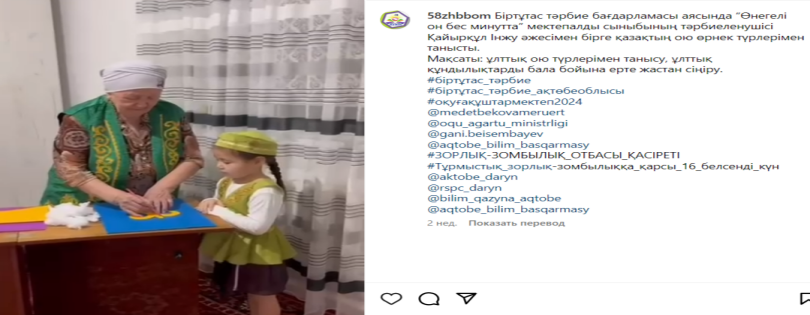 58zhbbom Біртұтас тәрбие бағдарламасы аясында "Өнегелі
он бес минутта" мектепалды сыныбының тәрбиеленушісі
Қайырқұл Інжу әжесімен бірге қазақтың ою өрнек түрлерімен
танысты.
Мақсаты: ұлттық ою түрлерімен танысу, ұлттық
құндылықтарды бала бойына ерте жастан сіңіру.
#біртұтас_тәрбие
#біртұтас_тәрбие_ақтөбеоблысы
#оқуғақұштармектеп2024
@medetbekovameruert
@oqu_agartu_ministrligi
@gani.beisembayev
@aqtobe_bilim_basqarmasy
#ЗОРЛЫҚ-ЗОМБЫЛЫҚ_ОТБАСЫ_ҚАСІРЕТІ
#Тұрмыстық_зорлық-зомбылыққа_қарсы_16_белсенді_күн
@aktobe_daryn
@rspc_daryn
@bilim_qazyna_aqtobe
@aqtobe_bilim_basqarmasy
2 нед. Показать перевод